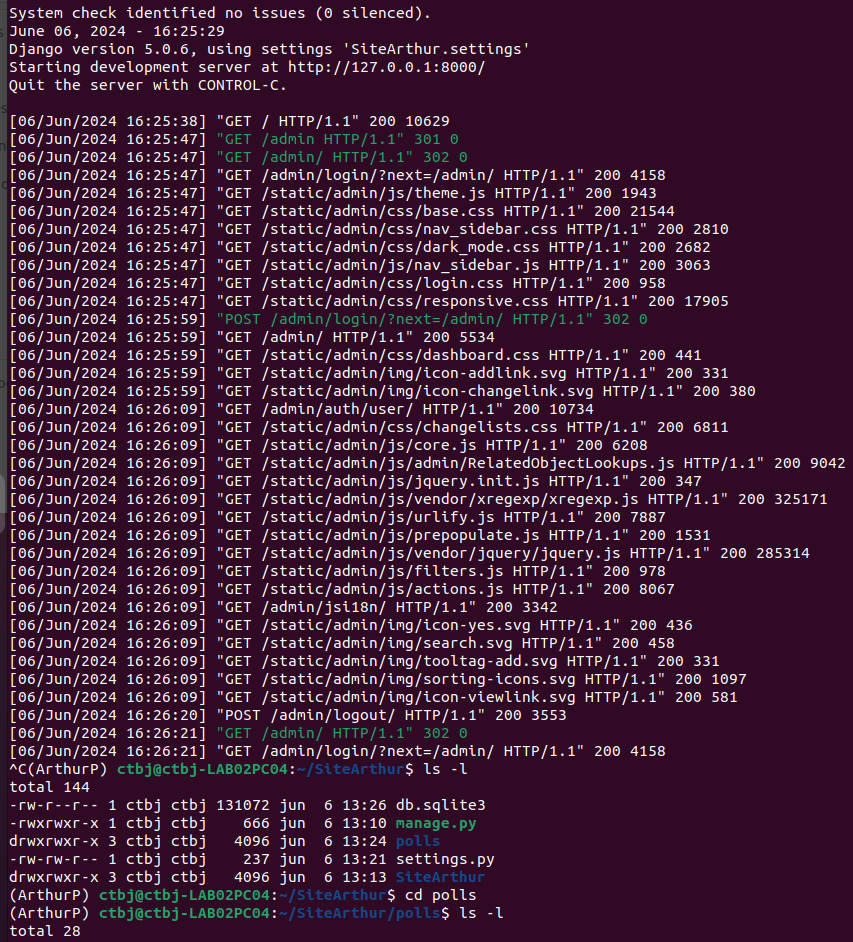 System check identified no issues (0 silenced).
June 06, 2024 - 16:25:29
Django version 5.0.6, using settings 'SiteArthur.settings'
Starting development server at http://127.0.0.1:8000/
Quit the server with CONTROL-C.
[06/Jun/2024 16:25:38] "GET / HTTP/1.1" 200 10629
[06/Jun/2024 16:25:47] "GET /admin HTTP/1.1" 301 0
[06/Jun/2024 16:25:47] "GET /admin/ HTTP/1.1" 302 0
[06/Jun/2024 16:25:47] "GET /admin/login/?next=/admin/ HTTP/1.1" 200 4158
[06/Jun/2024 16:25:47] "GET /static/admin/js/theme.js HTTP/1.1" 200 1943
[06/Jun/2024 16:25:47] "GET /static/admin/css/base.css HTTP/1.1" 200 21544
[06/Jun/2024 16:25:47] "GET /static/admin/css/nav_sidebar.css HTTP/1.1" 200 2810
[06/Jun/2024 16:25:47] "GET /static/admin/css/dark_mode.css HTTP/1.1" 200 2682
[06/Jun/2024 16:25:47] "GET /static/admin/js/nav_sidebar.js HTTP/1.1" 200 3063
[06/Jun/2024 16:25:47] "GET /static/admin/css/login.css HTTP/1.1" 200 958
[06/Jun/2024 16:25:47] "GET /static/admin/css/responsive.css HTTP/1.1" 200 17905
[06/Jun/2024 16:25:59] "POST /admin/login/?next=/admin/ HTTP/1.1" 302 0
[06/Jun/2024 16:25:59] "GET /admin/ HTTP/1.1" 200 5534
[06/Jun/2024 16:25:59] "GET /static/admin/css/dashboard.css HTTP/1.1" 200 441
[06/Jun/2024 16:25:59] "GET /static/admin/img/icon-addlink.svg HTTP/1.1" 200 331
[06/Jun/2024 16:25:59] "GET /static/admin/img/icon-changelink.svg HTTP/1.1" 200 380
[06/Jun/2024 16:26:09] "GET /admin/auth/user/ HTTP/1.1" 200 10734
[06/Jun/2024 16:26:09] "GET /static/admin/css/changelists.css HTTP/1.1" 200 6811
[06/Jun/2024 16:26:09] "GET /static/admin/js/core.js HTTP/1.1" 200 6208
[06/Jun/2024 16:26:09] "GET /static/admin/js/admin/RelatedObjectLookups.js HTTP/1.1" 200 9042
[06/Jun/2024 16:26:09] "GET /static/admin/js/jquery.init.js HTTP/1.1" 200 347
[06/Jun/2024 16:26:09] "GET /static/admin/js/vendor/xregexp/xregexp.js HTTP/1.1" 200 325171
[06/Jun/2024 16:26:09] "GET /static/admin/js/urlify.js HTTP/1.1" 200 7887
[06/Jun/2024 16:26:09] "GET /static/admin/js/prepopulate.js HTTP/1.1" 200 1531
[06/Jun/2024 16:26:09] "GET /static/admin/js/vendor/jquery/jquery.js HTTP/1.1" 200 285314
[06/Jun/2024 16:26:09] "GET /static/admin/js/filters.js HTTP/1.1" 200 978
[06/Jun/2024 16:26:09] "GET /static/admin/js/actions.js HTTP/1.1" 200 8067
[06/Jun/2024 16:26:09] "GET /admin/jsi18n/ HTTP/1.1" 200 3342
[06/Jun/2024 16:26:09] "GET /static/admin/img/icon-yes.svg HTTP/1.1" 200 436
[06/Jun/2024 16:26:09] "GET /static/admin/img/search.svg HTTP/1.1" 200 458
[06/Jun/2024 16:26:09] "GET /static/admin/img/tooltag-add.svg HTTP/1.1" 200 331
[06/Jun/2024 16:26:09] "GET /static/admin/img/sorting-icons.svg HTTP/1.1" 200 1097
[06/Jun/2024 16:26:09] "GET /static/admin/img/icon-viewlink.svg HTTP/1.1" 200 581
[06/Jun/2024 16:26:20] "POST /admin/logout/ HTTP/1.1" 200 3553
[06/Jun/2024 16:26:21] "GET /admin/ HTTP/1.1" 302 0
[06/Jun/2024 16:26:21] "GET /admin/login/?next=/admin/ HTTP/1.1" 200 4158
^C(ArthurP) ctbj@ctbj-LAB02PC04:~/SiteArthur$ ls -l
total 144
-rw-r--r-- 1 ctbj ctbj 131072 jun  6 13:26 db.sqlite3
-rwxrwxr-x 1 ctbj ctbj    666 jun  6 13:10 manage.py
drwxrwxr-x 3 ctbj ctbj   4096 jun  6 13:24 polls
-rw-rw-r-- 1 ctbj ctbj    237 jun  6 13:21 settings.py
drwxrwxr-x 3 ctbj ctbj   4096 jun  6 13:13 SiteArthur
(ArthurP) ctbj@ctbj-LAB02PC04:~/SiteArthur$ cd polls
(ArthurP) ctbj@ctbj-LAB02PC04:~/SiteArthur/polls$ ls -l
total 28